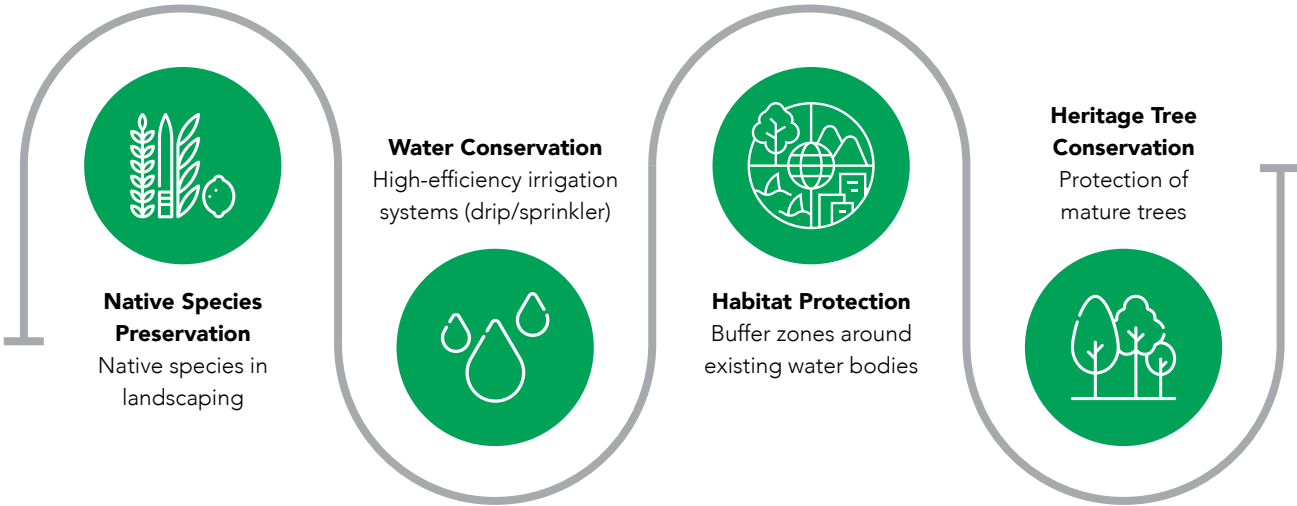 Native Species
Preservation
Native species in
landscaping
Water Conservation
High-efficiency irrigation
systems (drip/sprinkler)
Habitat Protection
Buffer zones around
existing water bodies
Heritage Tree
Conservation
Protection of
mature trees